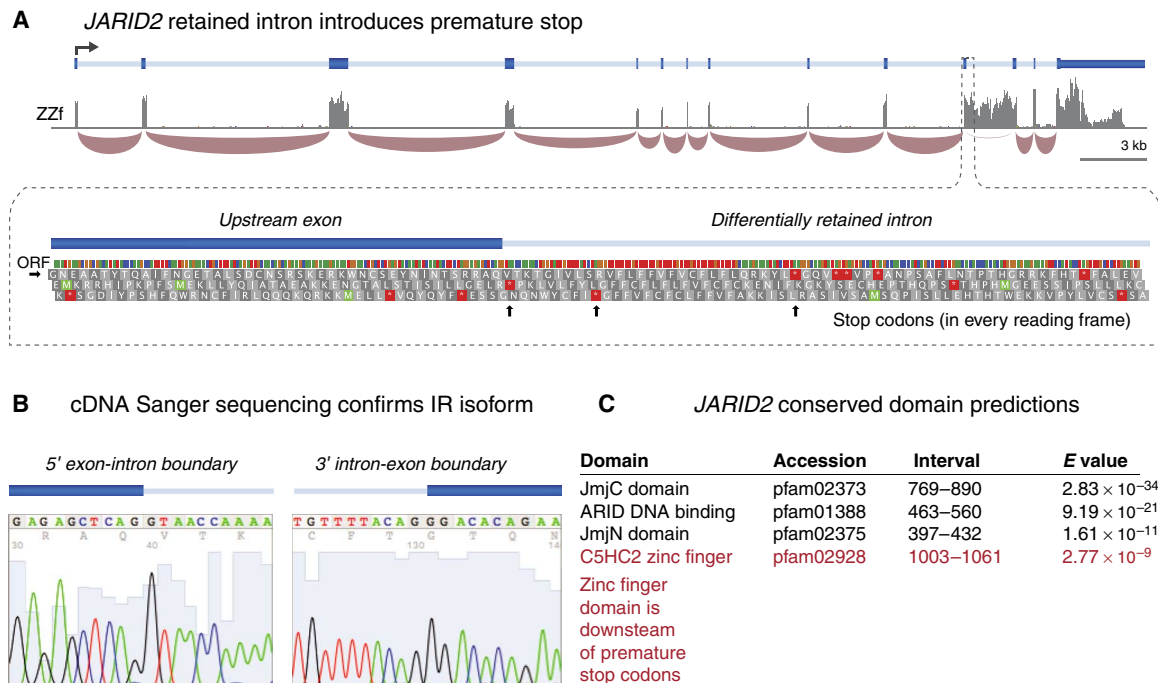 A JARID2 retained intron introduces premature stop
ZZf
3 kb
Upstream exon Differentially retained intron
ORF
Stop codons (in every reading frame)
B cDNA Sanger sequencing confirms IR isoform
5' exon-intron boundary 3' intron-exon boundary
G A G A G C T C A G G T A A C C A A A A T G T T T T A C A G G G A C A C A G A A
R A Q V T K C F T G T Q N
30 40 130 14
C JARID2 conserved domain predictions
Domain Accession Interval E value
JmjC domain pfam02373 769–890 2.83 × 10⁻³⁴
ARID DNA binding pfam01388 463–560 9.19 × 10⁻²¹
JmjN domain pfam02375 397–432 1.61 × 10⁻¹¹
C5HC2 zinc finger pfam02928 1003–1061 2.77 × 10⁻⁹
Zinc finger
domain is
downsteam
of premature
stop codons